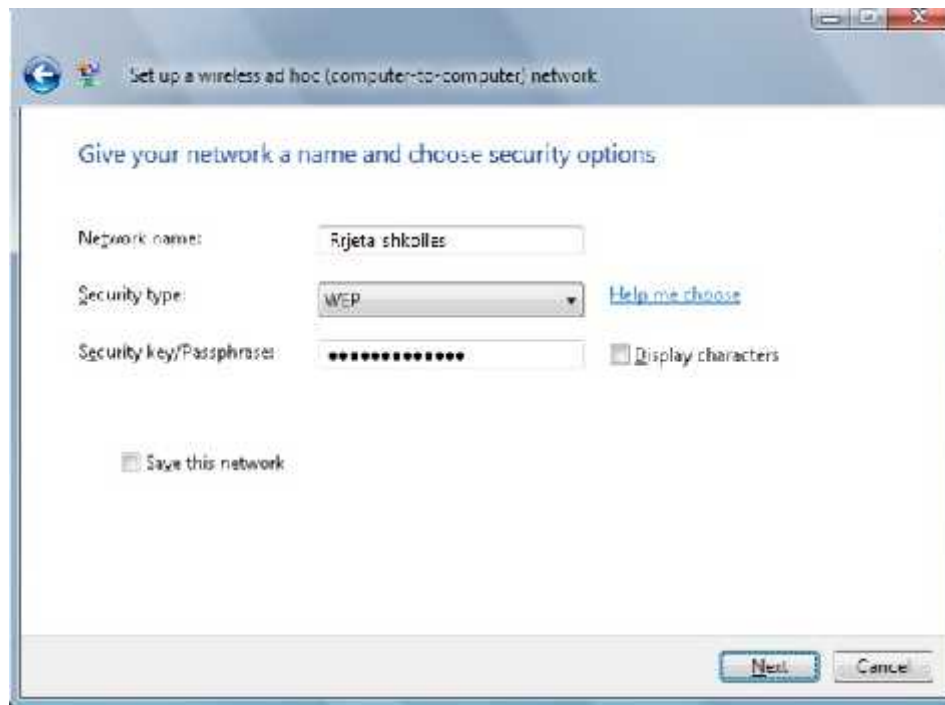 Set up a wireless ad hoc (computer-to-computer) network
Give your network a name and choose security options
Network name: Rrjeta shkolles
Security type: WEP Help me choose
Security key/Passphrase: ●●●●●●●●●●●●● Display characters
Save this network
Next Cancel